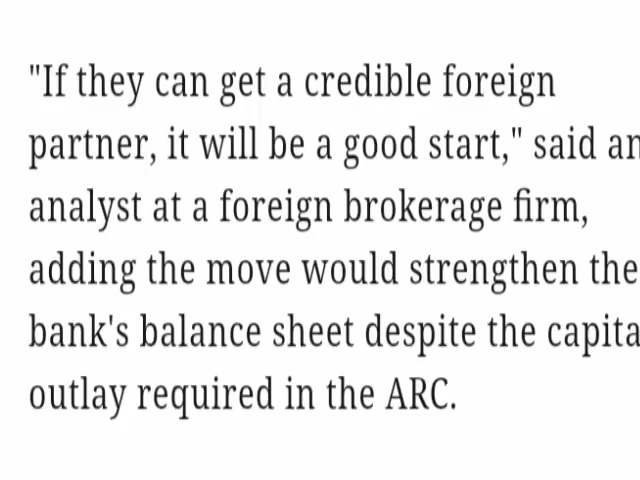 "If they can get a credible foreign
partner, it will be a good start," said an
analyst at a foreign brokerage firm,
adding the move would strengthen the
bank's balance sheet despite the capita
outlay required in the ARC.